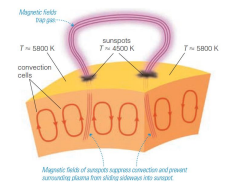 Magnetic fields
trap gas.
sunspots
T ≈ 5800 K
T ≈ 4500 K
T ≈ 5800 K
convection
cells
Magnetic fields of sunspots suppress convection and prevent
surrounding plasma from sliding sideways into sunspot.